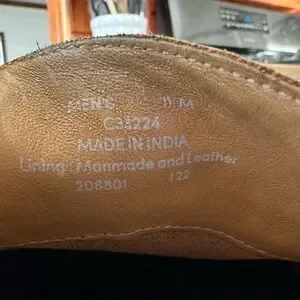 MEN'S 11 M
C34224
MADE IN INDIA
Lining: Manmade and Leather
208801 122